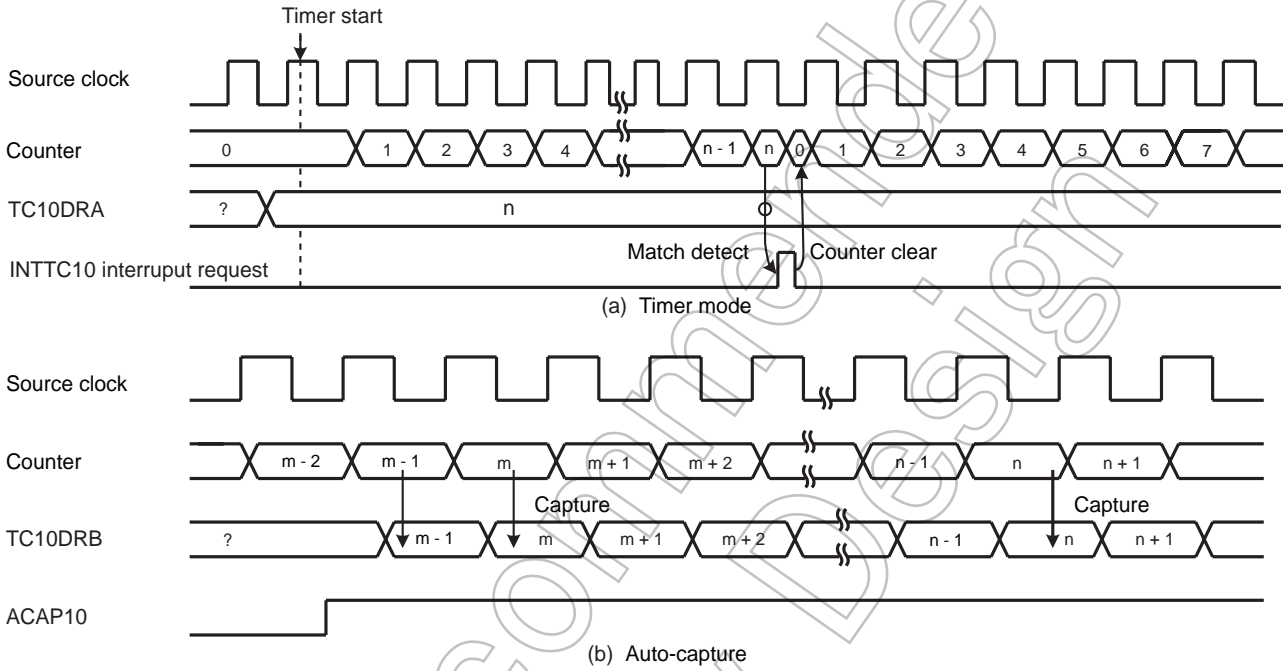 Timer start
Source clock
Counter 0 1 2 3 4 n - 1 n 0 1 2 3 4 5 6 7
TC10DRA ? n
Match detect Counter clear
INTTC10 interruput request
(a) Timer mode
Source clock
Counter m - 2 m - 1 m m + 1 m + 2 n - 1 n n + 1
Capture Capture
TC10DRB ? m - 1 m m + 1 m + 2 n - 1 n n + 1
ACAP10
(b) Auto-capture
ommende
Design